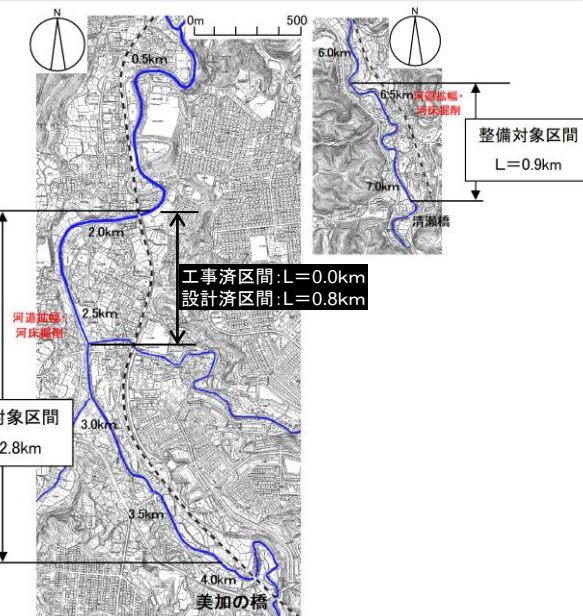 N
0m 500
0.5km
2.0km
工事済区間:L=0.0km
設計済区間:L=0.8km
2.5km
河道拡幅・
河床掘削
対象区間
2.8km
3.0km
3.5km
4.0km
美加の橋
N
6.0km
6.5km
河道拡幅・
河床掘削
整備対象区間
L=0.9km
7.0km
清瀬橋